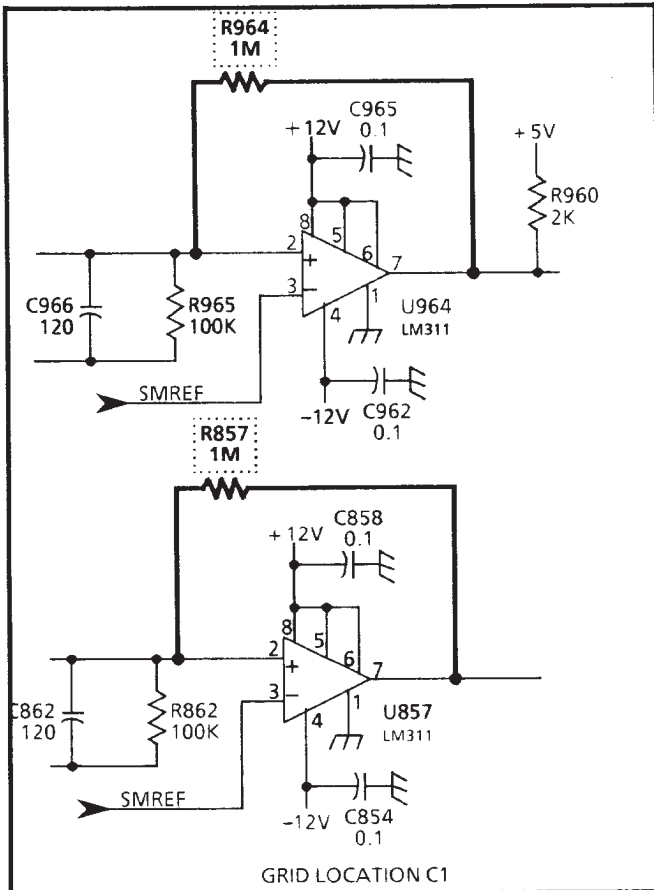 R964
1M
C965
0.1
+12V
+5V
R960
2K
8
5
6
2
+
7
3
−
1
4
C966
120
R965
100K
U964
LM311
SMREF
−12V
C962
0.1
R857
1M
C858
0.1
+12V
8
5
6
2
+
7
3
−
1
4
C862
120
R862
100K
U857
LM311
SMREF
−12V
C854
0.1
GRID LOCATION C1